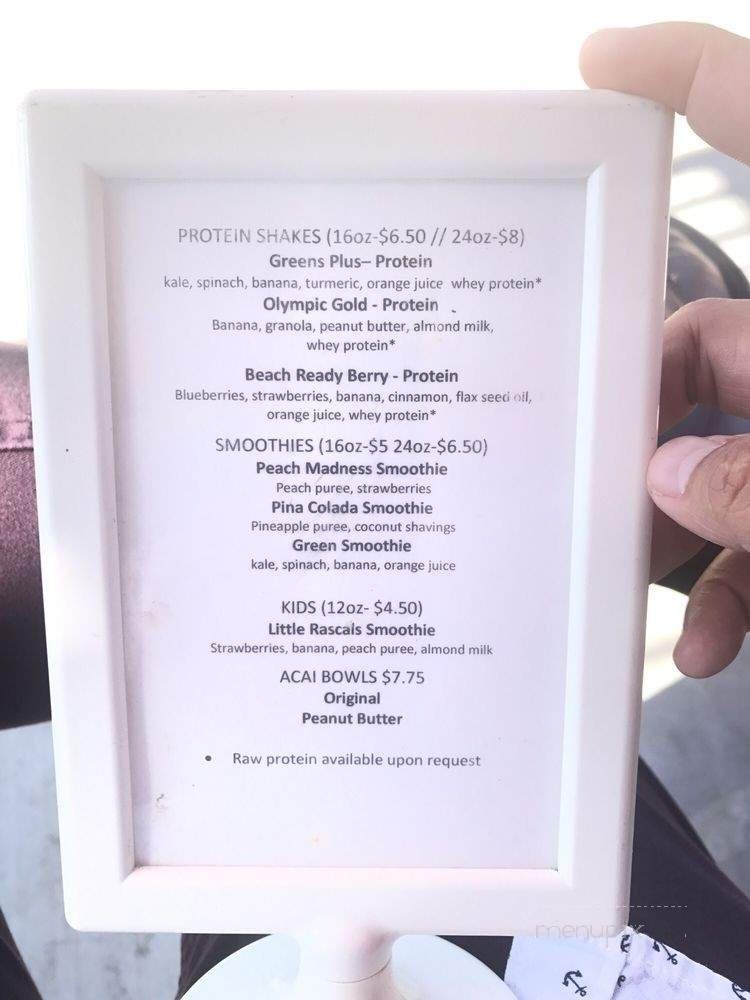 PROTEIN SHAKES (16oz-$6.50 // 24oz-$8)
Greens Plus– Protein
kale, spinach, banana, turmeric, orange juice whey protein*
Olympic Gold - Protein
Banana, granola, peanut butter, almond milk,
whey protein*
Beach Ready Berry - Protein
Blueberries, strawberries, banana, cinnamon, flax seed oil,
orange juice, whey protein*
SMOOTHIES (16oz-$5 24oz-$6.50)
Peach Madness Smoothie
Peach puree, strawberries
Pina Colada Smoothie
Pineapple puree, coconut shavings
Green Smoothie
kale, spinach, banana, orange juice
KIDS (12oz- $4.50)
Little Rascals Smoothie
Strawberries, banana, peach puree, almond milk
ACAI BOWLS $7.75
Original
Peanut Butter
• Raw protein available upon request
menupix